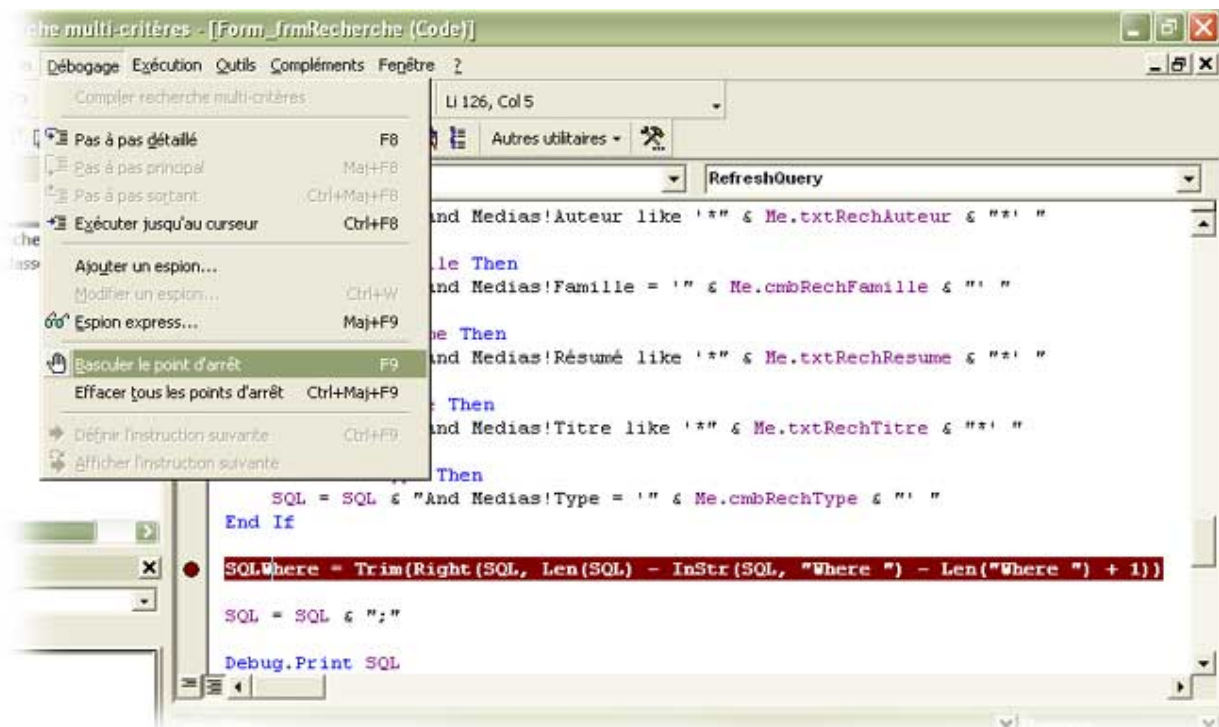 he multi-critères - [Form_frmRecherche (Code)]
Débogage Exécution Outils Compléments Fenêtre ?
Compiler recherche multi-critères
Li 126, Col 5
Pas à pas détaillé F8
Autres utilitaires
Pas à pas principal Maj+F8
RefreshQuery
Pas à pas sortant Ctrl+Maj+F8
Exécuter jusqu'au curseur Ctrl+F8
nd Medias!Auteur like '*" & Me.txtRechAuteur & "*' "
che
lle Then
asse
Ajouter un espion...
Modifier un espion... Ctrl+W
nd Medias!Famille = '" & Me.cmbRechFamille & "' "
Espion express... Maj+F9
e Then
Basculer le point d'arrêt F9
nd Medias!Résumé like '*" & Me.txtRechResume & "*' "
Effacer tous les points d'arrêt Ctrl+Maj+F9
Then
Définir l'instruction suivante Ctrl+F9
nd Medias!Titre like '*" & Me.txtRechTitre & "*' "
Afficher l'instruction suivante
Then
SQL = SQL & "And Medias!Type = '" & Me.cmbRechType & "' "
End If
SQLWhere = Trim(Right(SQL, Len(SQL) - InStr(SQL, "Where ") - Len("Where ") + 1))
SQL = SQL & ";"
Debug.Print SQL